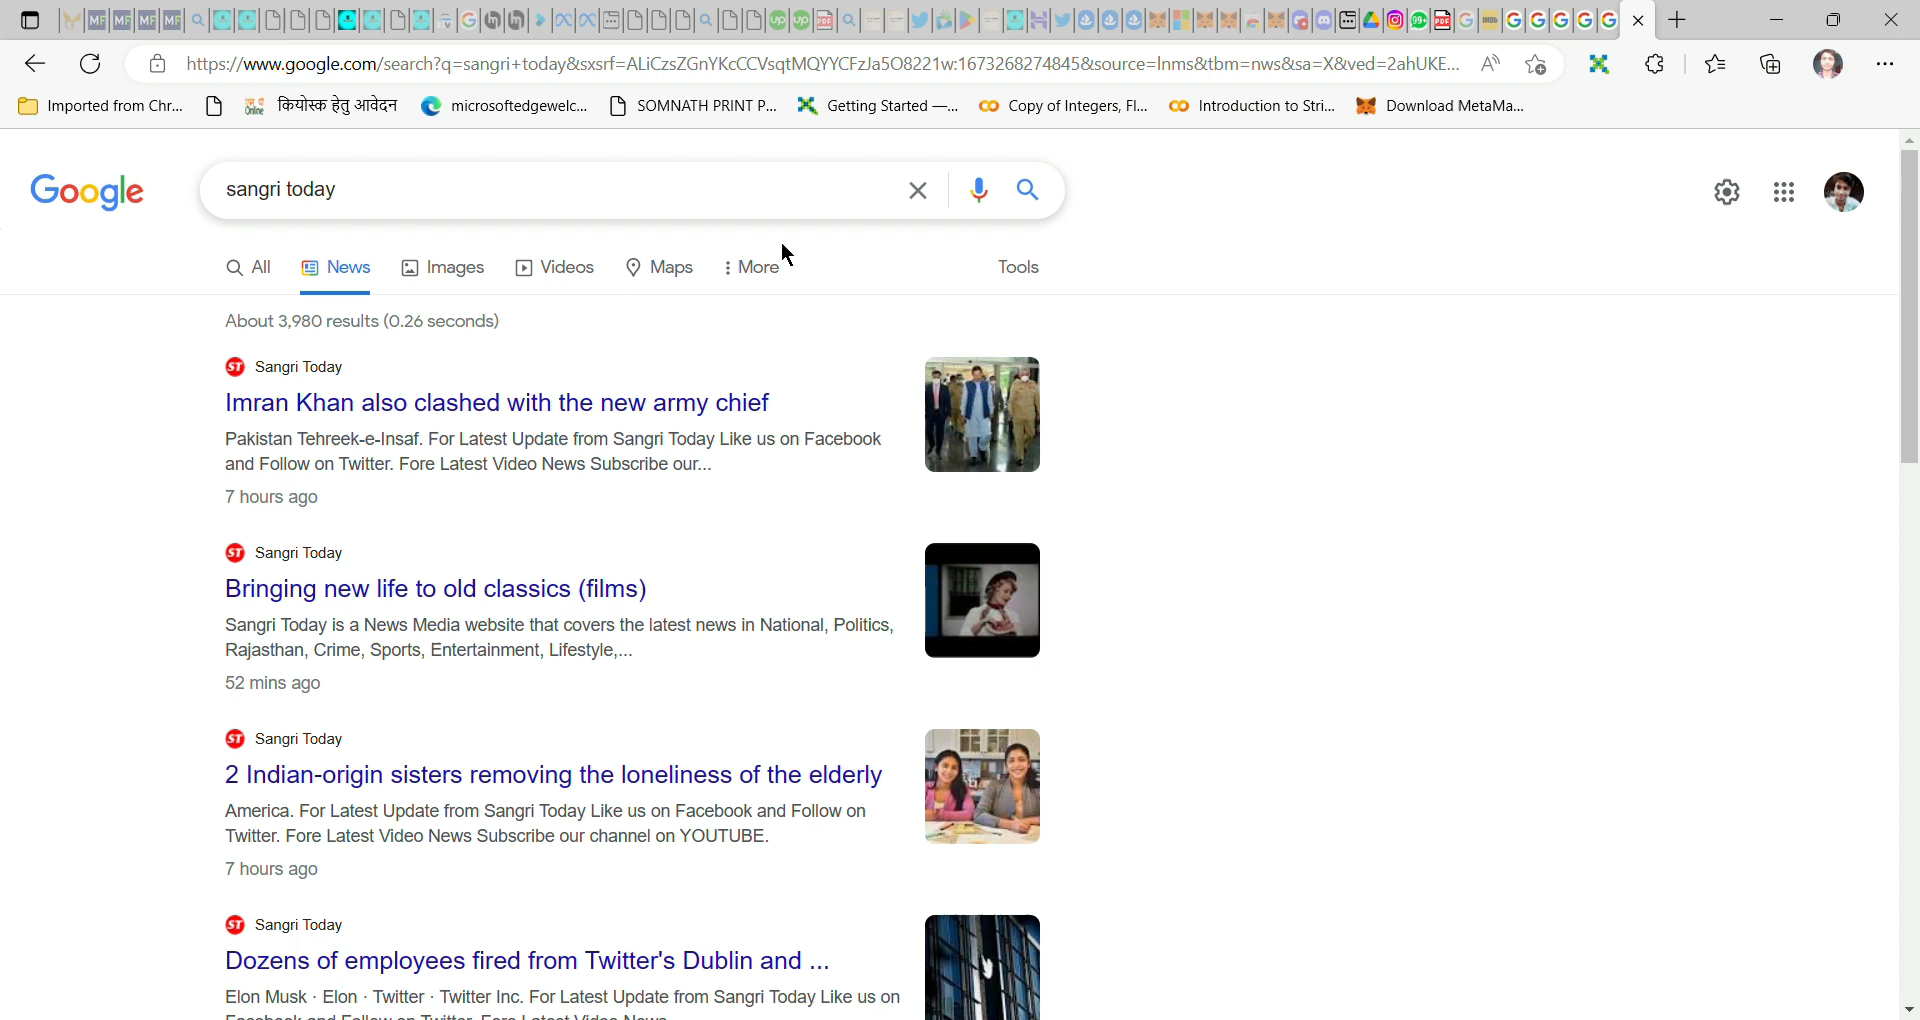 https://www.google.com/search?q=sangri+today&sxsrf=ALiCzsZGnYKcCCVsqtMQYYCFzJa5O8221w:1673268274845&source=lnms&tbm=nws&sa=X&ved=2ahUKE...
Imported from Chr... कियोस्क हेतु आवेदन microsoftedgewelc... SOMNATH PRINT P... Getting Started —... Copy of Integers, Fl... Introduction to Stri... Download MetaMa...
Google sangri today
All News Images Videos Maps More Tools
About 3,980 results (0.26 seconds)
ST Sangri Today
Imran Khan also clashed with the new army chief
Pakistan Tehreek-e-Insaf. For Latest Update from Sangri Today Like us on Facebook
and Follow on Twitter. Fore Latest Video News Subscribe our...
7 hours ago
ST Sangri Today
Bringing new life to old classics (films)
Sangri Today is a News Media website that covers the latest news in National, Politics,
Rajasthan, Crime, Sports, Entertainment, Lifestyle,...
52 mins ago
ST Sangri Today
2 Indian-origin sisters removing the loneliness of the elderly
America. For Latest Update from Sangri Today Like us on Facebook and Follow on
Twitter. Fore Latest Video News Subscribe our channel on YOUTUBE.
7 hours ago
ST Sangri Today
Dozens of employees fired from Twitter's Dublin and ...
Elon Musk · Elon · Twitter · Twitter Inc. For Latest Update from Sangri Today Like us on